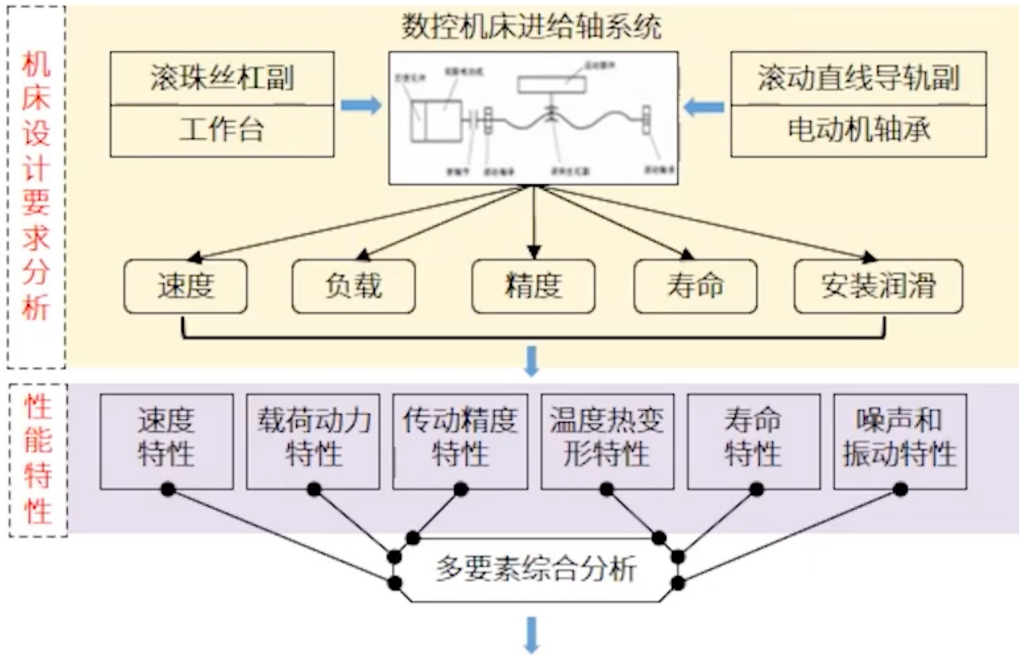 机床设计要求分析
数控机床进给轴系统
滚珠丝杠副
工作台
滚动直线导轨副
电动机轴承
速度
负载
精度
寿命
安装润滑
性能特性
速度
特性
载荷动力
特性
传动精度
特性
温度热变
形特性
寿命
特性
噪声和
振动特性
多要素综合分析